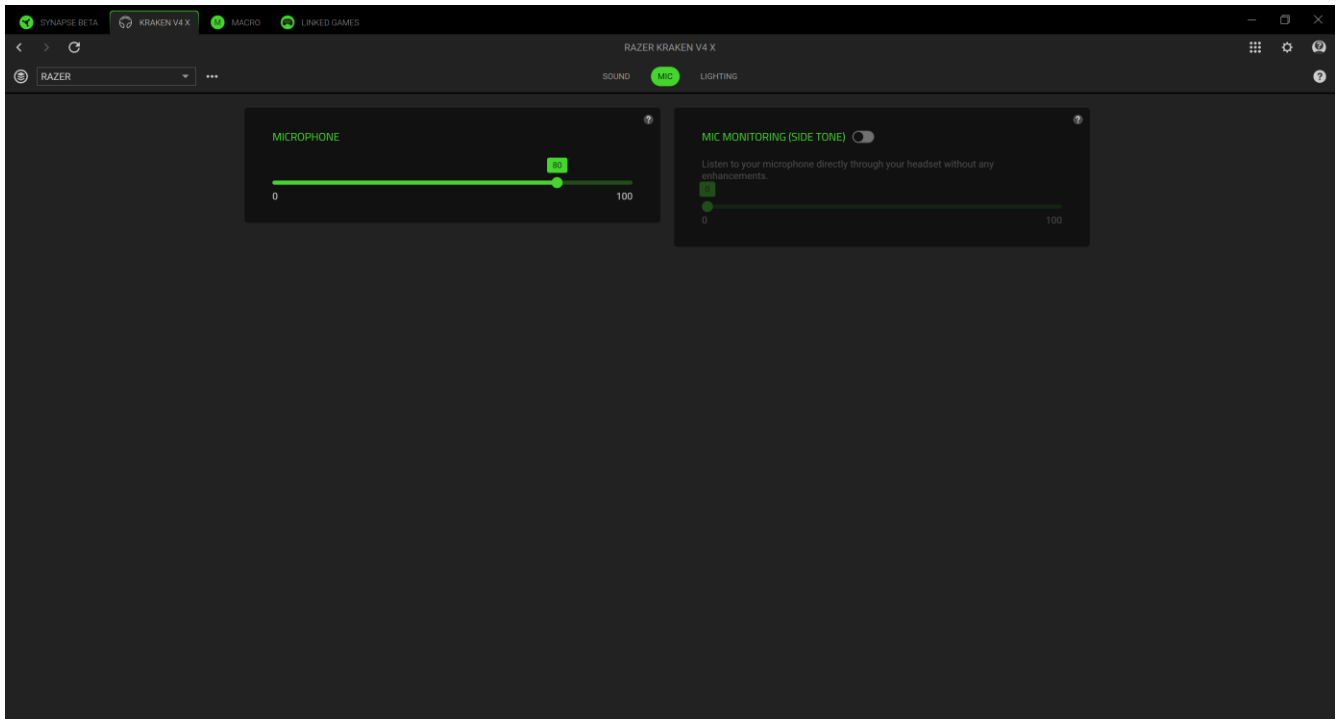 SYNAPSE BETA KRAKEN V4 X M MACRO LINKED GAMES
RAZER KRAKEN V4 X
RAZER SOUND MIC LIGHTING ?
MICROPHONE ?
80
0 100
MIC MONITORING (SIDE TONE) ?
Listen to your microphone directly through your headset without any
enhancements.
0
0 100